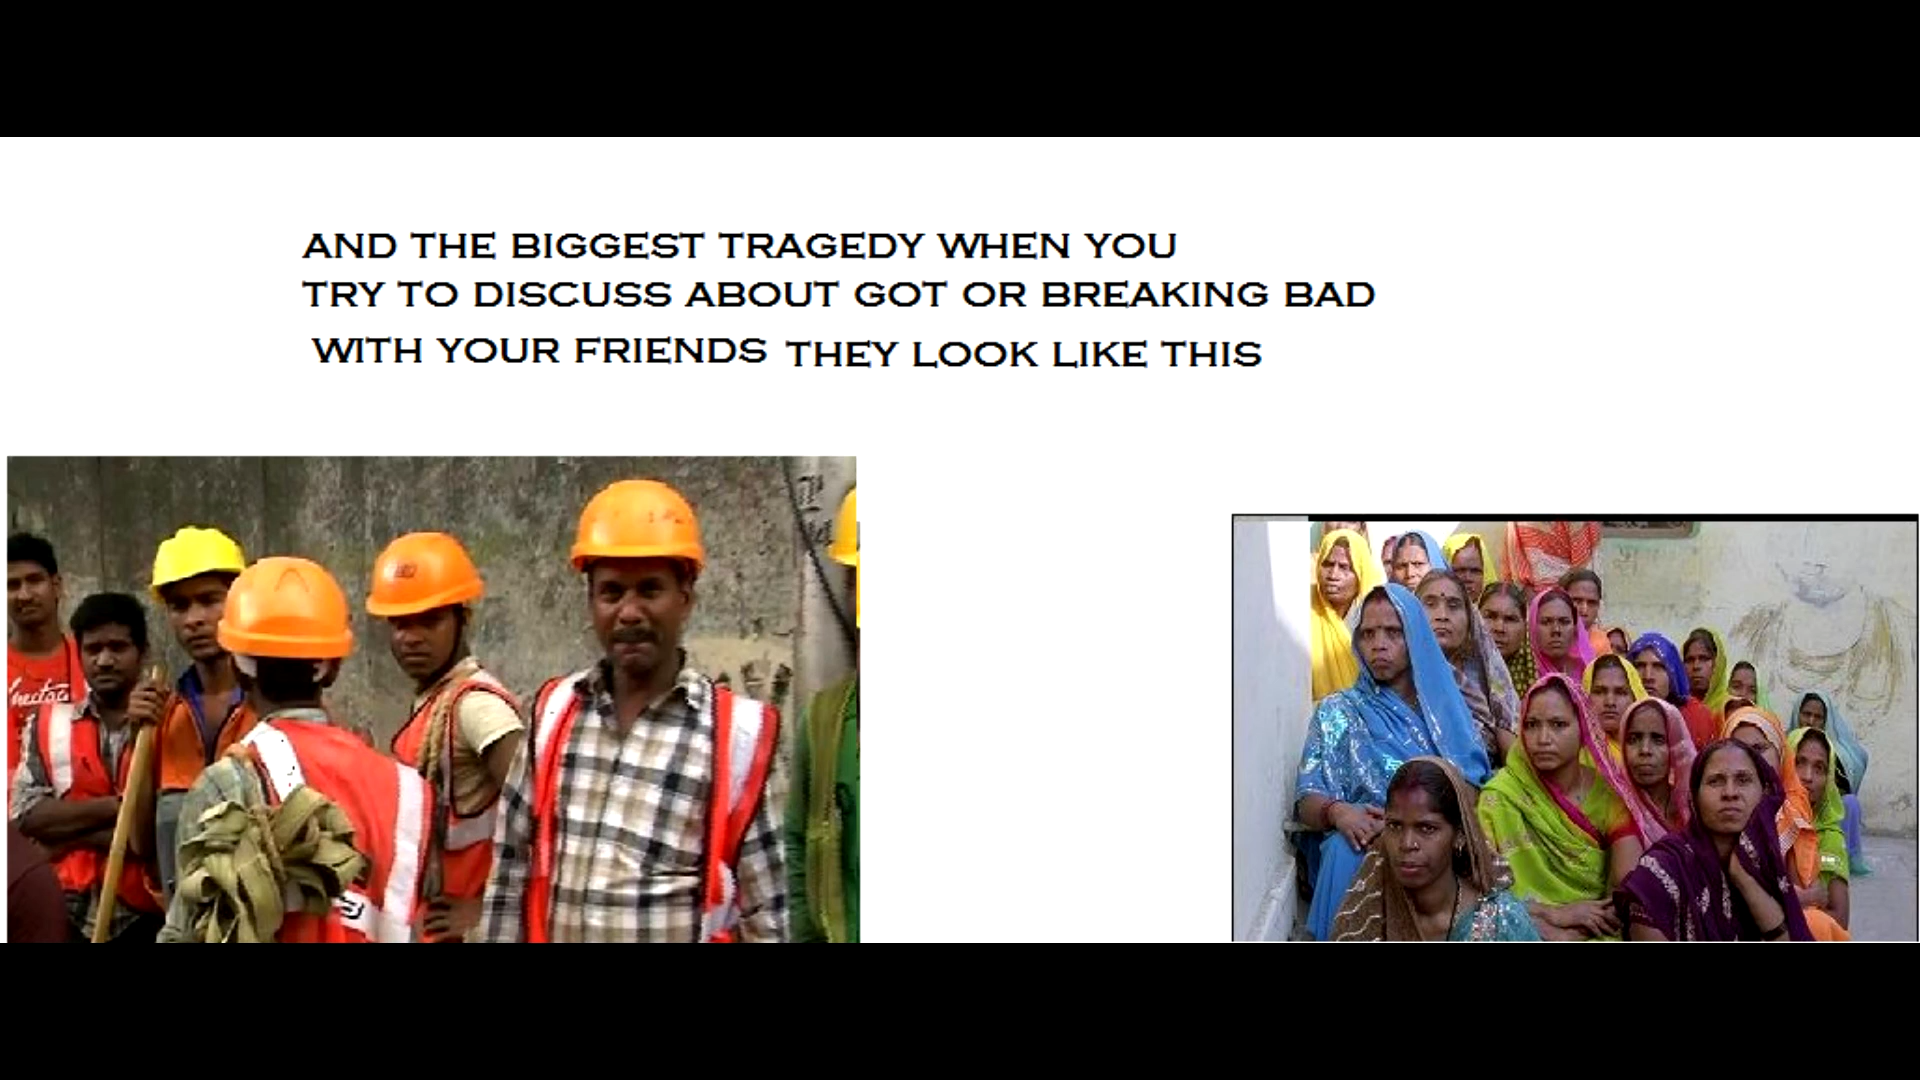 AND THE BIGGEST TRAGEDY WHEN YOU
TRY TO DISCUSS ABOUT GOT OR BREAKING BAD
WITH YOUR FRIENDS THEY LOOK LIKE THIS